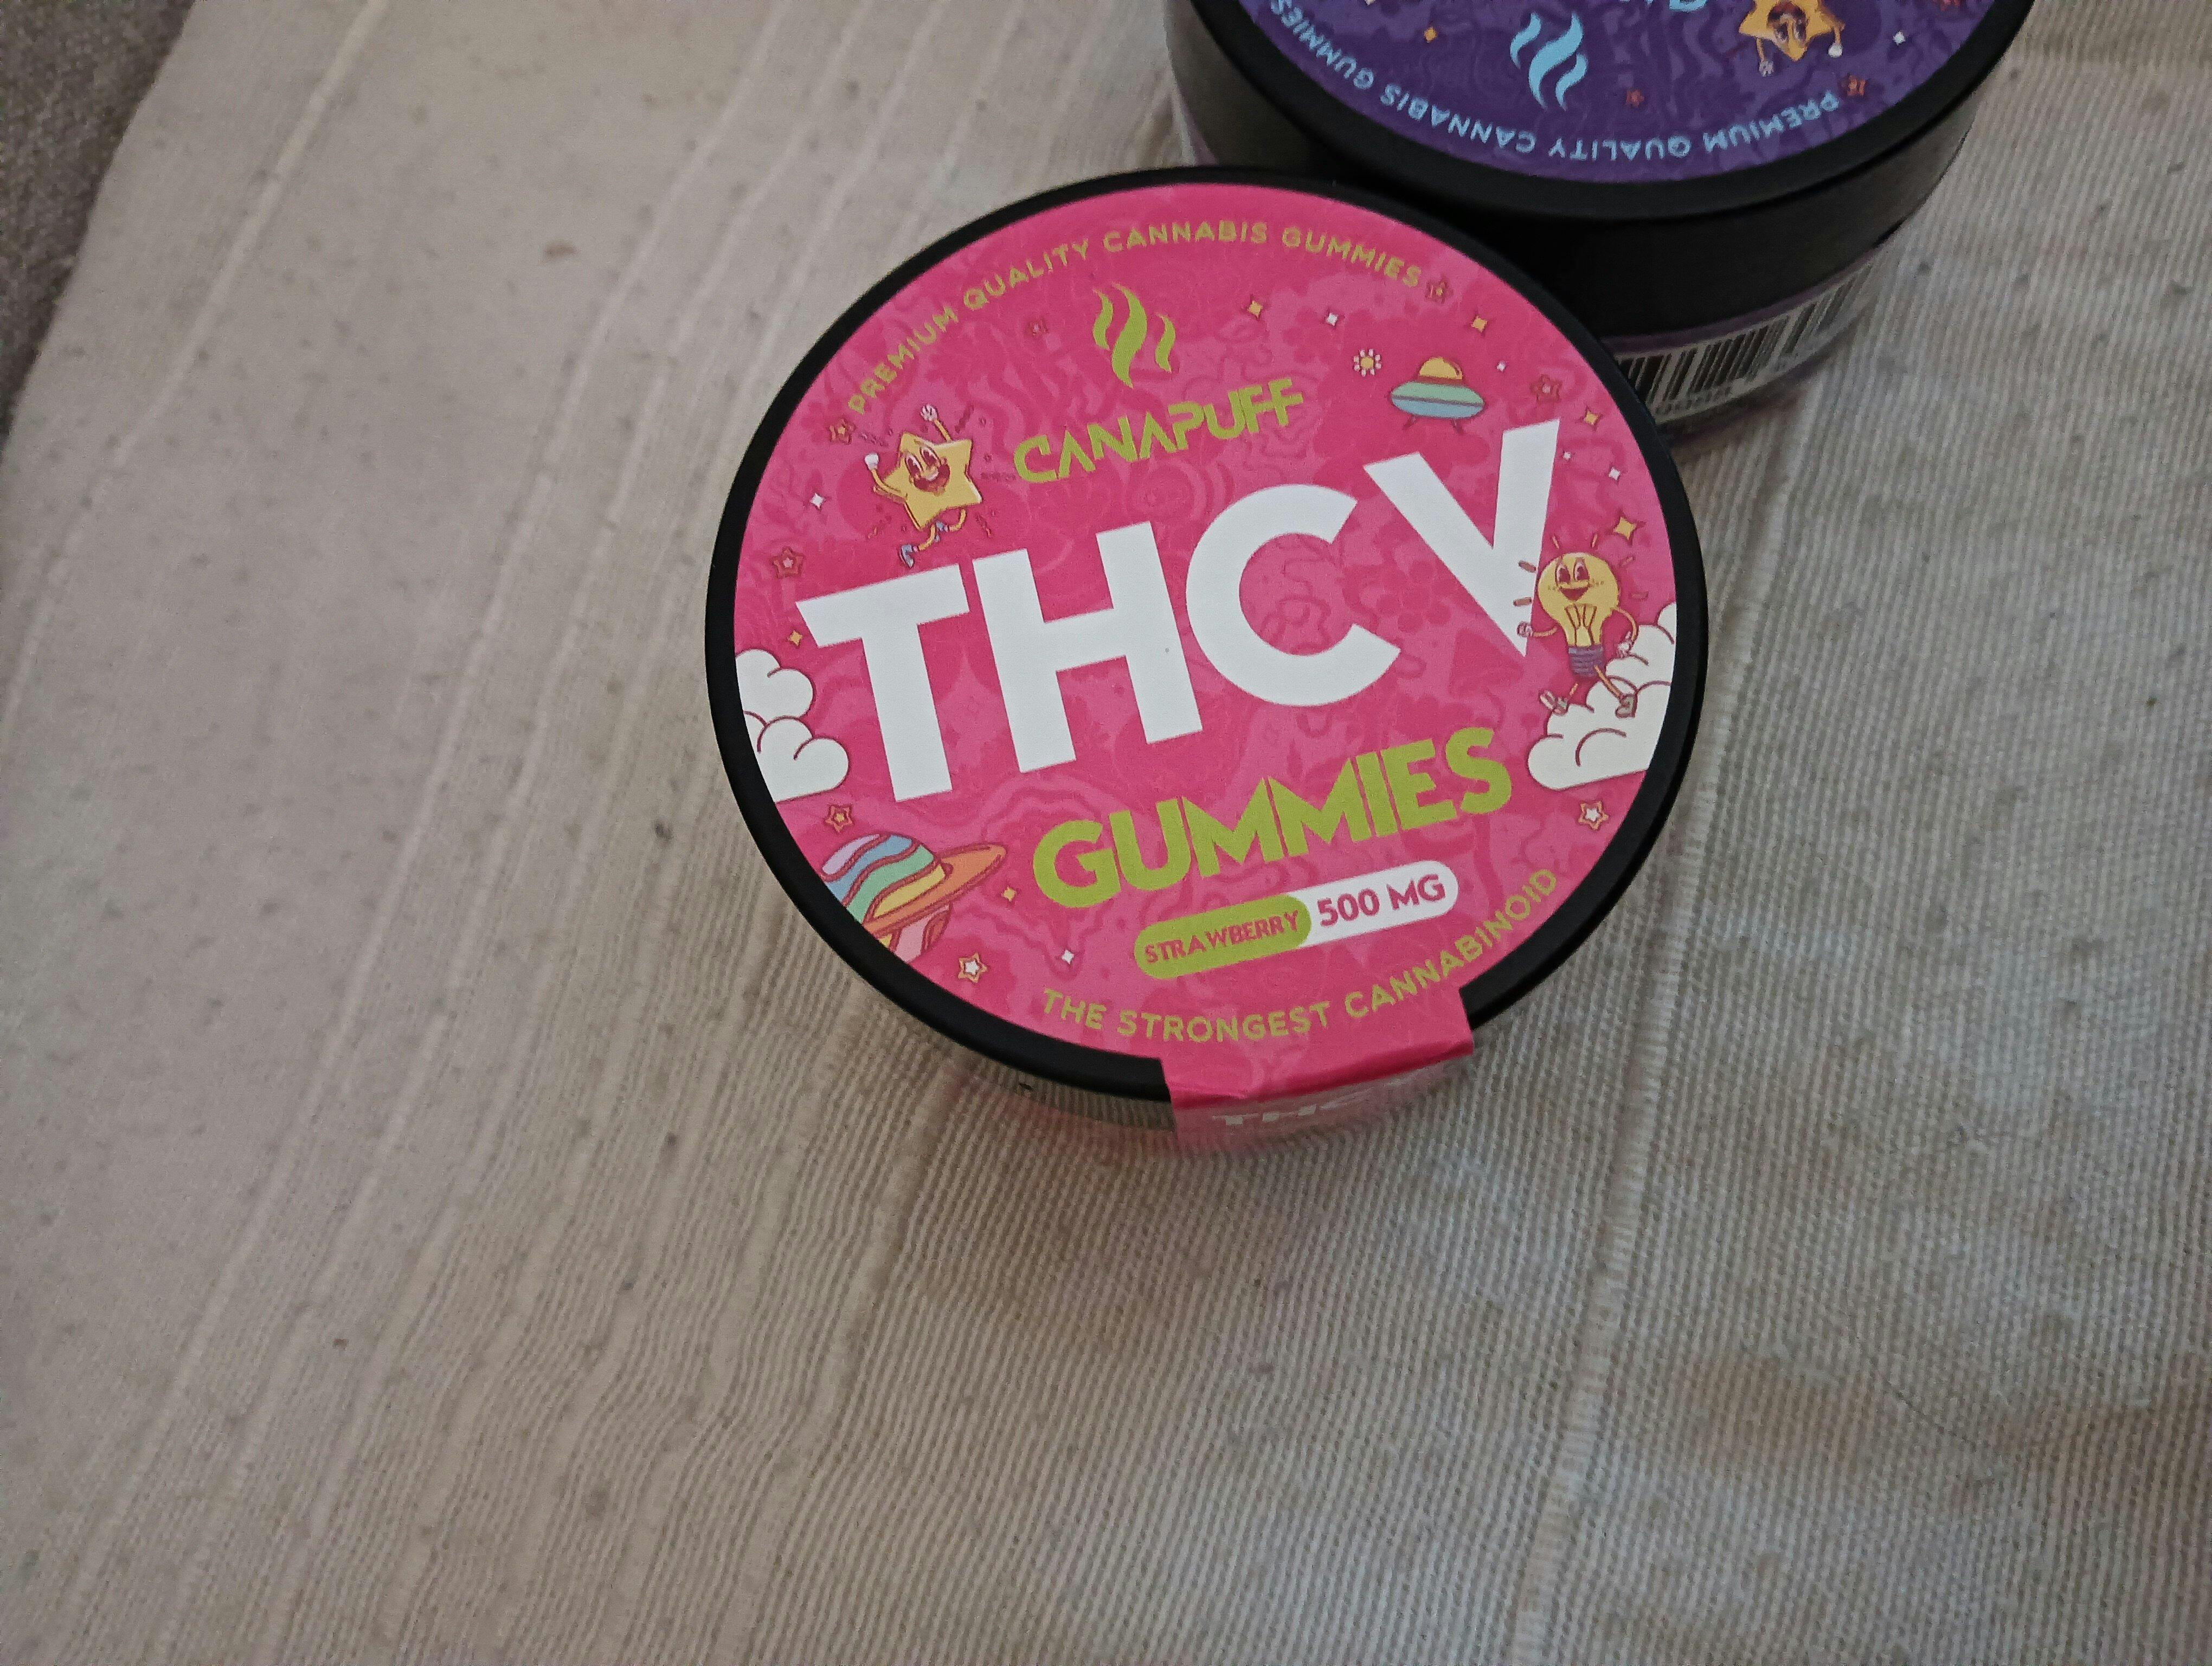 PREMIUM QUALITY CANNABIS GUMMIES
PREMIUM QUALITY CANNABIS GUMMIES
CANAPUFF
THCV
GUMMIES
STRAWBERRY 500 MG
THE STRONGEST CANNABINOID